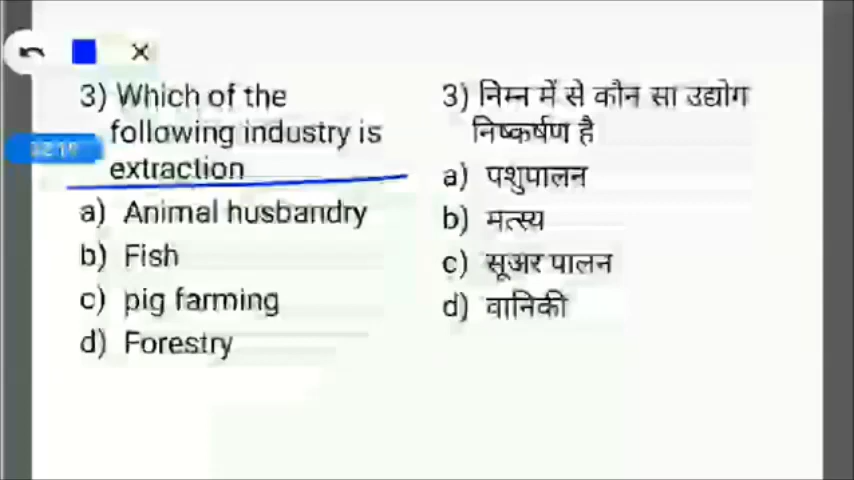 3) Which of the
following industry is
extraction
a) Animal husbandry
b) Fish
c) pig farming
d) Forestry
3) निम्न में से कौन सा उद्योग
निष्कर्षण है
a) पशुपालन
b) मत्स्य
c) सूअर पालन
d) वानिकी